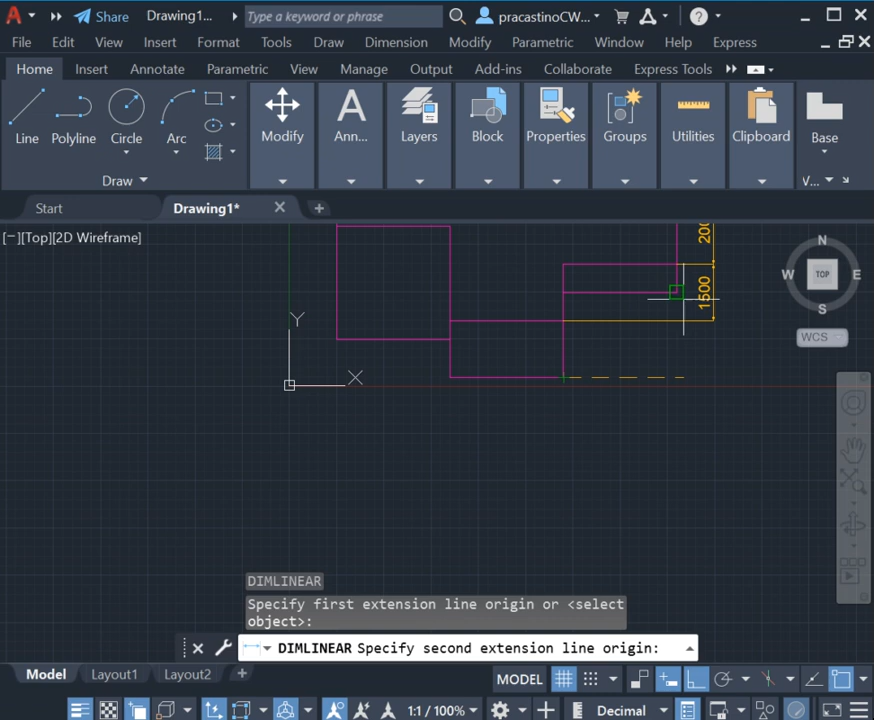 A Share Drawing1... Type a keyword or phrase pracastinoCW... ?
File Edit View Insert Format Tools Draw Dimension Modify Parametric Window Help Express
Home Insert Annotate Parametric View Manage Output Add-ins Collaborate Express Tools
Line Polyline Circle Arc Modify Ann... Layers Block Properties Groups Utilities Clipboard Base
Draw V...
Start Drawing1*
[−][Top][2D Wireframe]
N
W TOP E
S
WCS
200
1500
Y
X
DIMLINEAR
Specify first extension line origin or <select
object>:
DIMLINEAR Specify second extension line origin:
Model Layout1 Layout2 + MODEL
1:1 / 100% Decimal